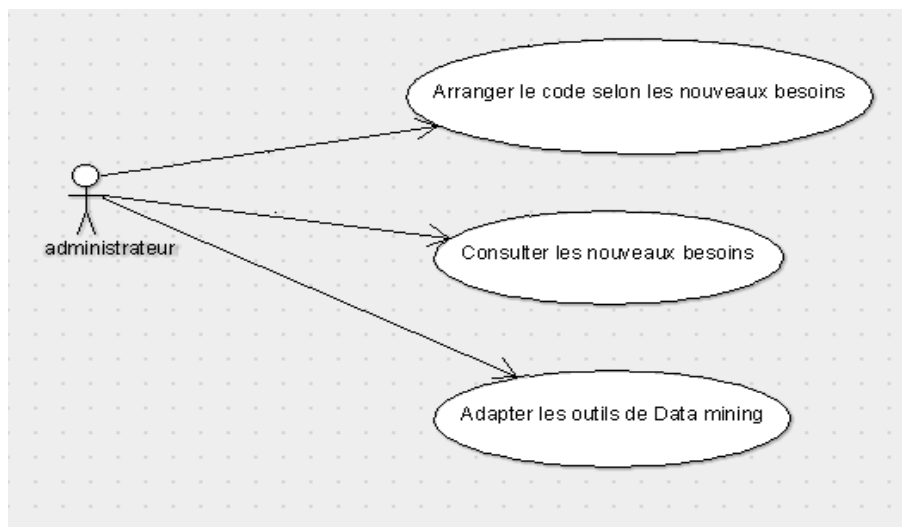 Arranger le code selon les nouveaux besoins
administrateur
Consulter les nouveaux besoins
Adapter les outils de Data mining